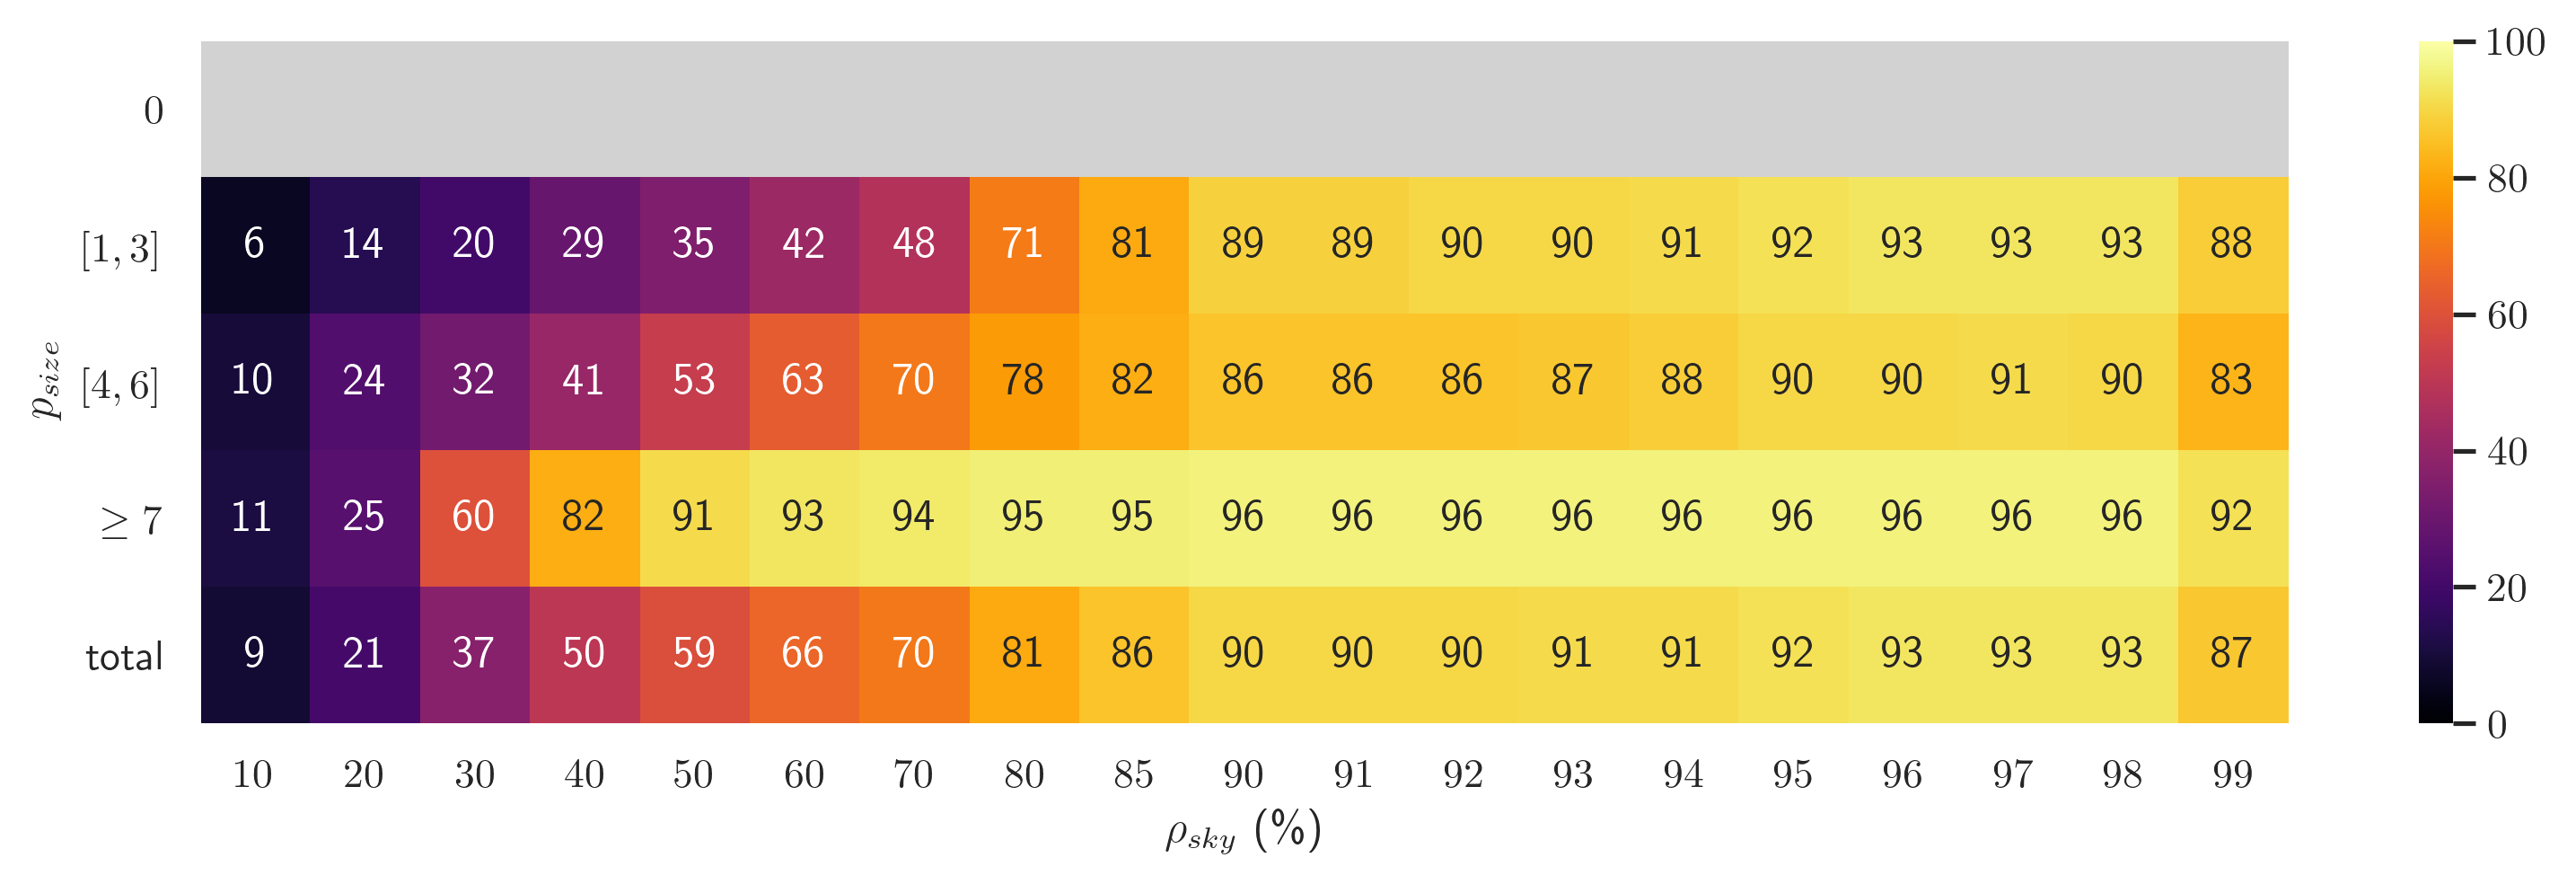 100
0
[1, 3] 6 14 20 29 35 42 48 71 81 89 89 90 90 91 92 93 93 93 88
80
60
p_size
[4, 6] 10 24 32 41 53 63 70 78 82 86 86 86 87 88 90 90 91 90 83
40
≥ 7 11 25 60 82 91 93 94 95 95 96 96 96 96 96 96 96 96 96 92
20
total 9 21 37 50 59 66 70 81 86 90 90 90 91 91 92 93 93 93 87
0
10 20 30 40 50 60 70 80 85 90 91 92 93 94 95 96 97 98 99
ρ_sky (%)